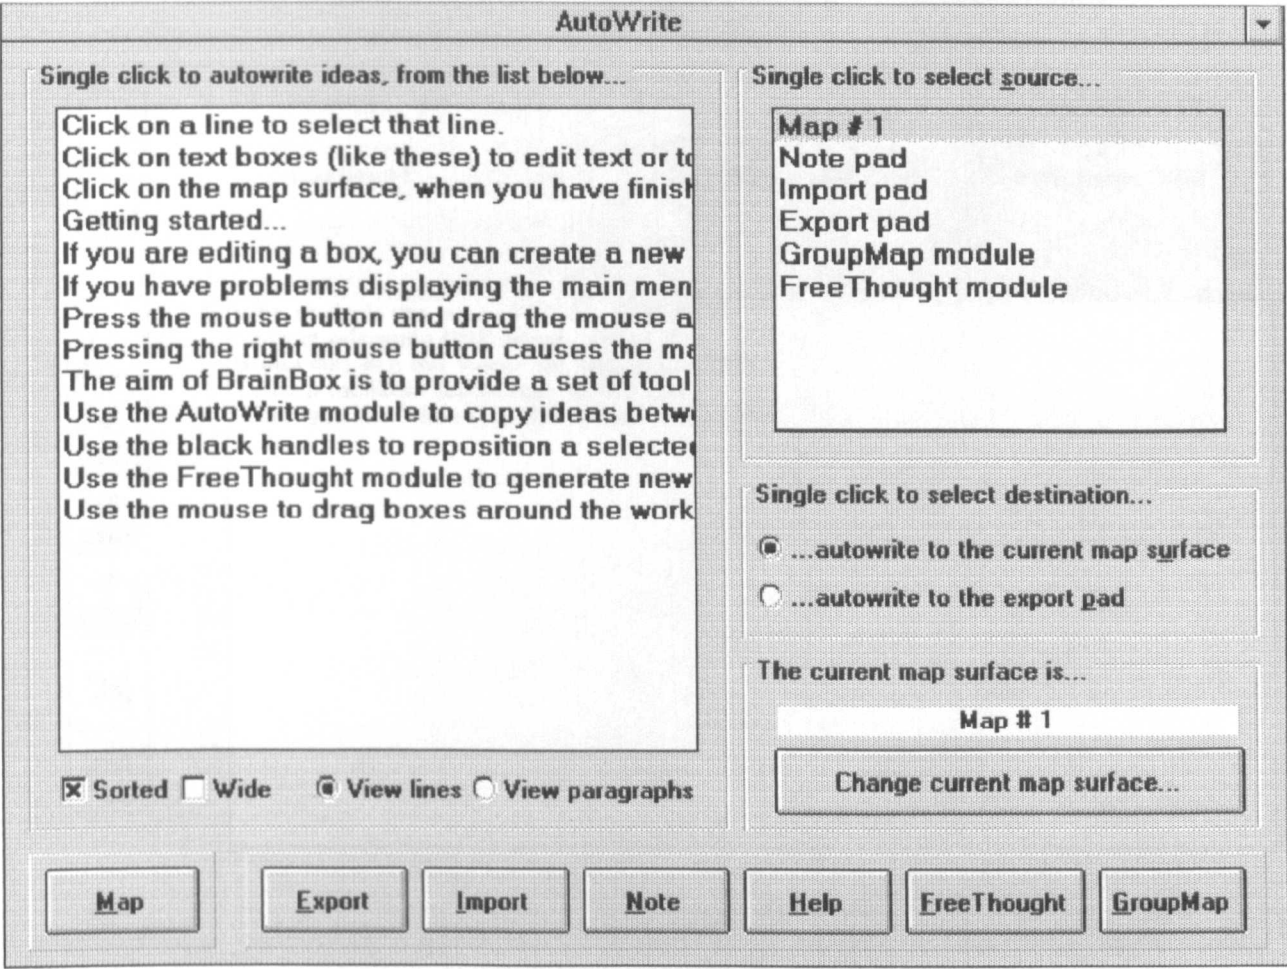 AutoWrite
Single click to autowrite ideas, from the list below...
Click on a line to select that line.
Click on text boxes (like these) to edit text or to
Click on the map surface, when you have finish
Getting started...
If you are editing a box, you can create a new
If you have problems displaying the main men
Press the mouse button and drag the mouse a
Pressing the right mouse button causes the ma
The aim of BrainBox is to provide a set of tool
Use the AutoWrite module to copy ideas betw
Use the black handles to reposition a selected
Use the FreeThought module to generate new
Use the mouse to drag boxes around the work
Sorted Wide View lines View paragraphs
Single click to select source...
Map # 1
Note pad
Import pad
Export pad
GroupMap module
FreeThought module
Single click to select destination...
...autowrite to the current map surface
...autowrite to the export pad
The current map surface is...
Map # 1
Change current map surface...
Map Export Import Note Help FreeThought GroupMap